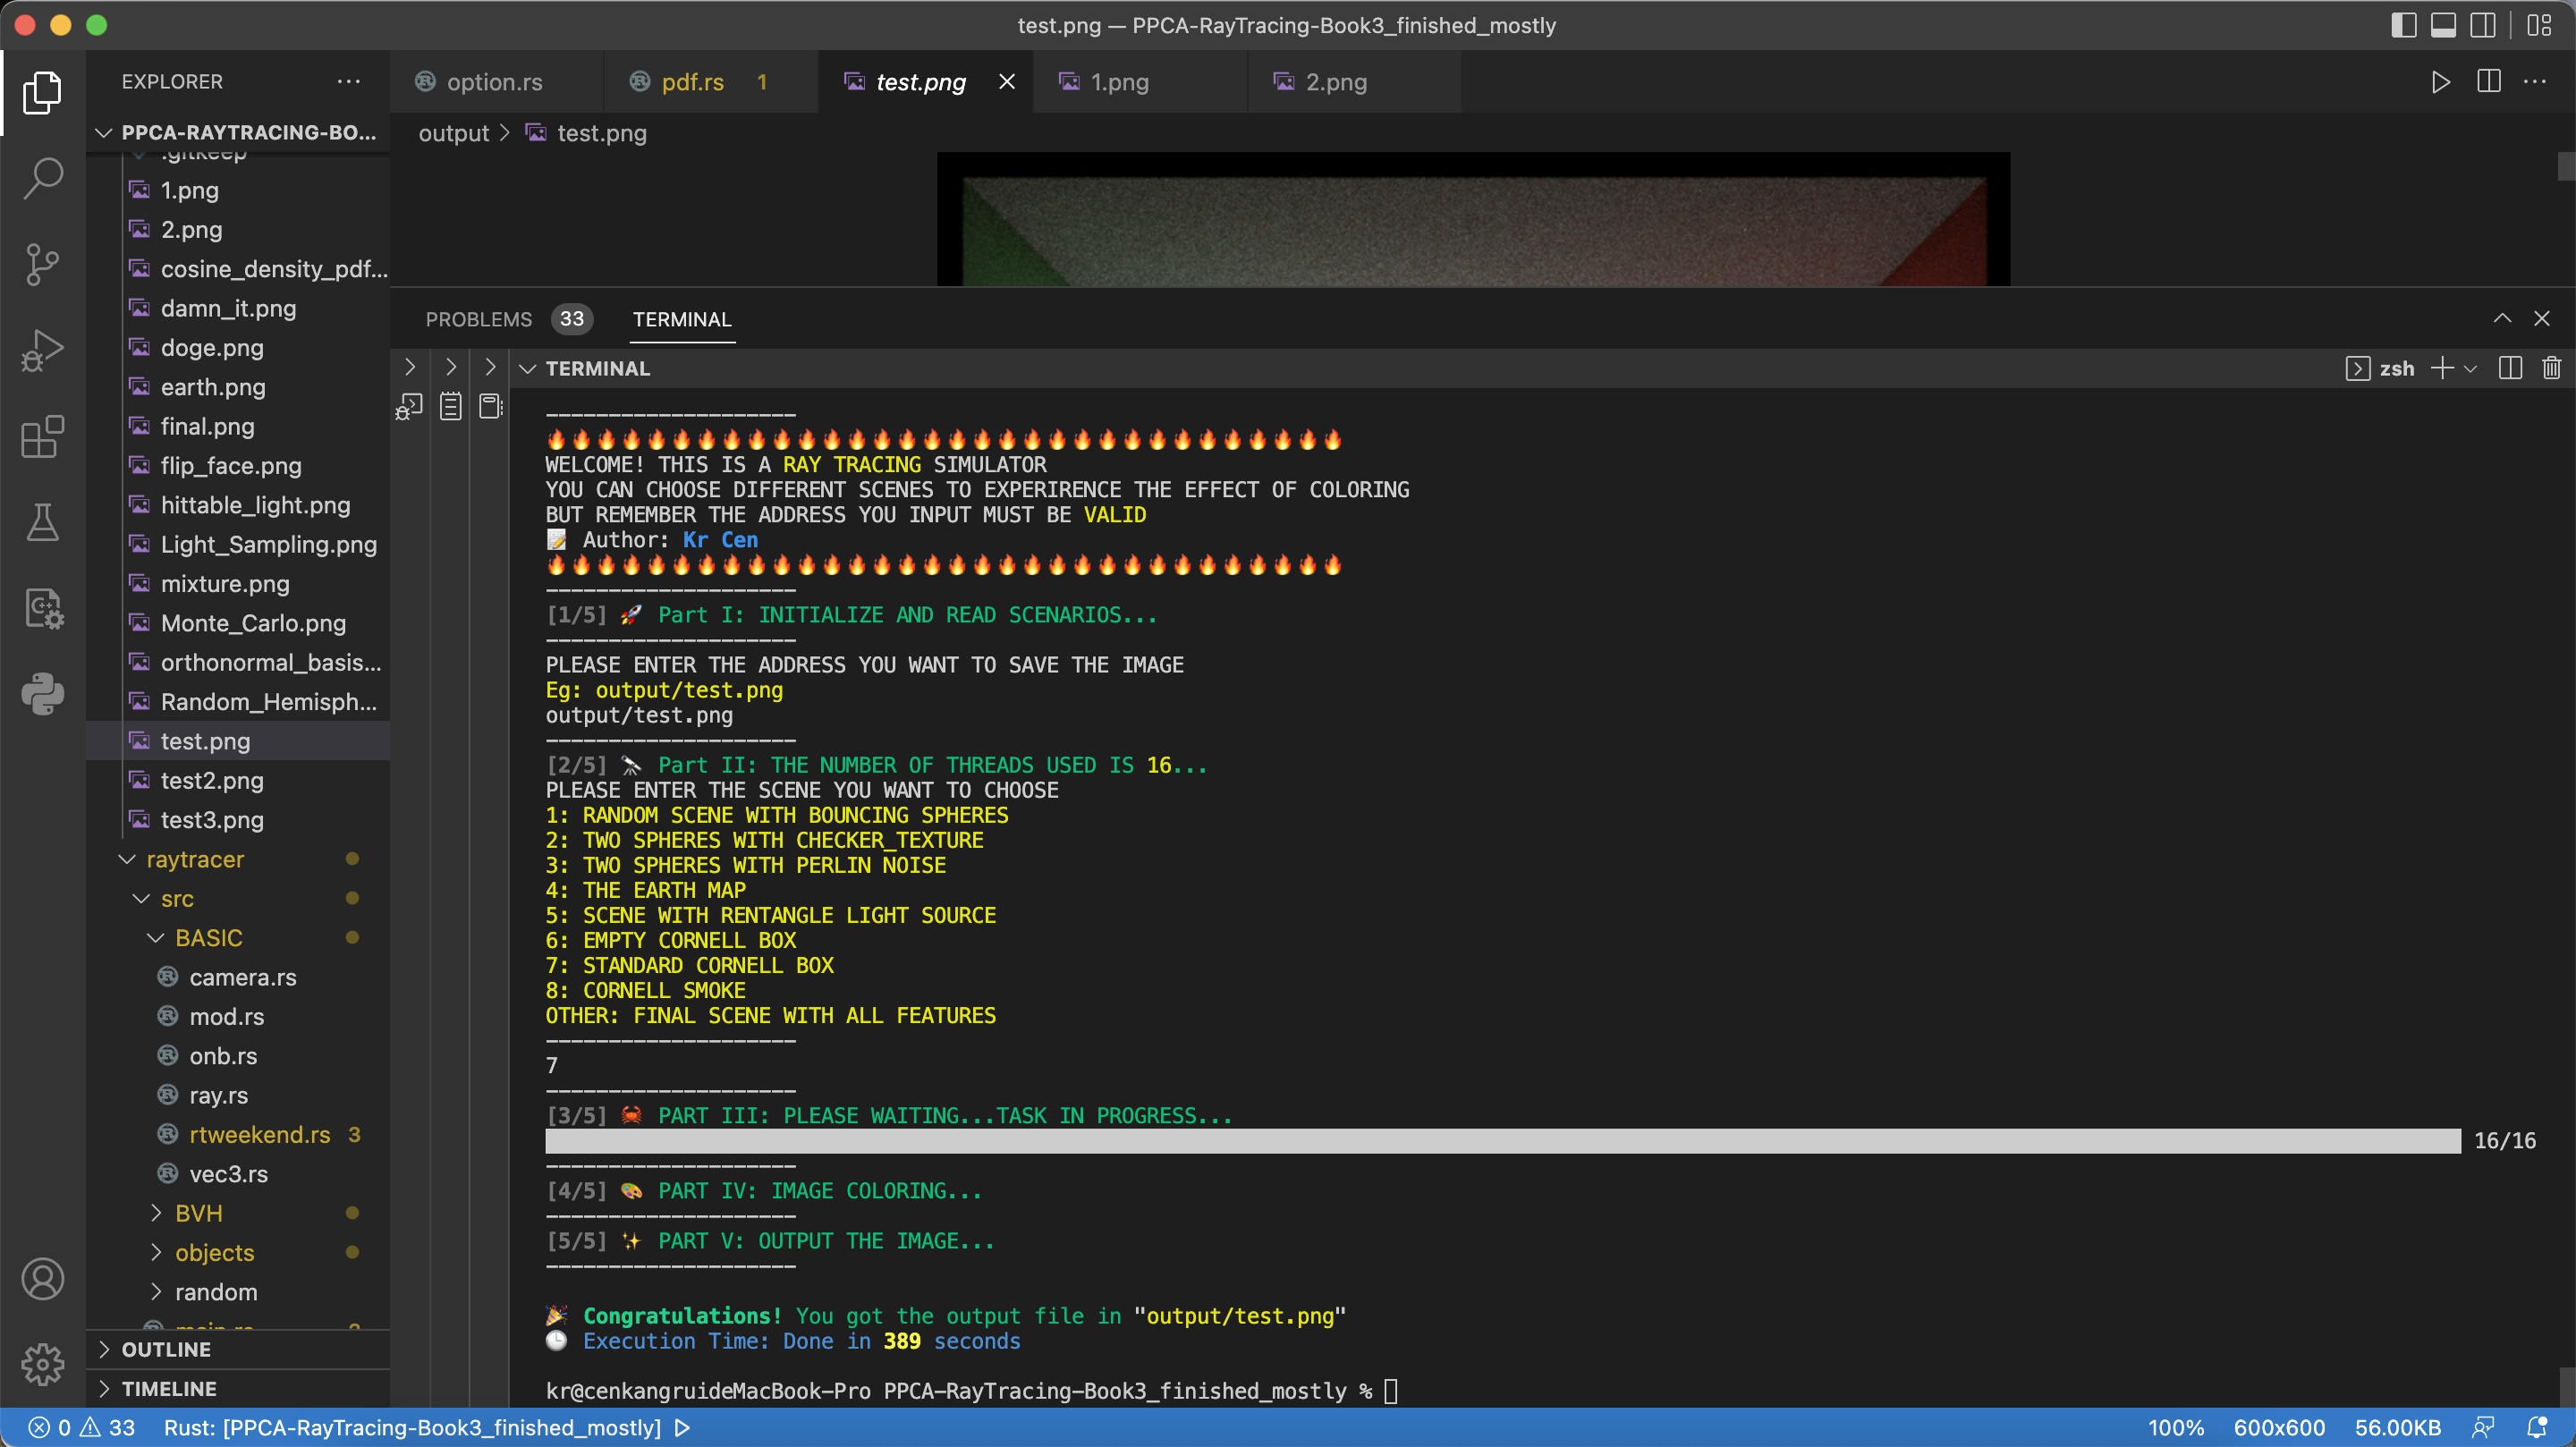 test.png — PPCA-RayTracing-Book3_finished_mostly
EXPLORER
option.rs
pdf.rs 1
test.png
1.png
2.png
PPCA-RAYTRACING-BO...
output > test.png
.gitkeep
1.png
2.png
cosine_density_pdf...
damn_it.png
doge.png
earth.png
final.png
flip_face.png
hittable_light.png
Light_Sampling.png
mixture.png
Monte_Carlo.png
orthonormal_basis...
Random_Hemisph...
test.png
test2.png
test3.png
raytracer
src
BASIC
camera.rs
mod.rs
onb.rs
ray.rs
rtweekend.rs 3
vec3.rs
BVH
objects
random
OUTLINE
TIMELINE
PROBLEMS 33 TERMINAL
TERMINAL
zsh
--------------------
🔥🔥🔥🔥🔥🔥🔥🔥🔥🔥🔥🔥🔥🔥🔥🔥🔥🔥🔥🔥🔥🔥🔥🔥🔥🔥🔥🔥🔥🔥🔥🔥
WELCOME! THIS IS A RAY TRACING SIMULATOR
YOU CAN CHOOSE DIFFERENT SCENES TO EXPERIRENCE THE EFFECT OF COLORING
BUT REMEMBER THE ADDRESS YOU INPUT MUST BE VALID
📝 Author: Kr Cen
🔥🔥🔥🔥🔥🔥🔥🔥🔥🔥🔥🔥🔥🔥🔥🔥🔥🔥🔥🔥🔥🔥🔥🔥🔥🔥🔥🔥🔥🔥🔥🔥
--------------------
[1/5] 🚀 Part I: INITIALIZE AND READ SCENARIOS...
--------------------
PLEASE ENTER THE ADDRESS YOU WANT TO SAVE THE IMAGE
Eg: output/test.png
output/test.png
--------------------
[2/5] 🔭 Part II: THE NUMBER OF THREADS USED IS 16...
PLEASE ENTER THE SCENE YOU WANT TO CHOOSE
1: RANDOM SCENE WITH BOUNCING SPHERES
2: TWO SPHERES WITH CHECKER_TEXTURE
3: TWO SPHERES WITH PERLIN NOISE
4: THE EARTH MAP
5: SCENE WITH RENTANGLE LIGHT SOURCE
6: EMPTY CORNELL BOX
7: STANDARD CORNELL BOX
8: CORNELL SMOKE
OTHER: FINAL SCENE WITH ALL FEATURES
--------------------
7
--------------------
[3/5] 🦀 PART III: PLEASE WAITING...TASK IN PROGRESS...
16/16
--------------------
[4/5] 🎨 PART IV: IMAGE COLORING...
--------------------
[5/5] ✨ PART V: OUTPUT THE IMAGE...
--------------------
🎉 Congratulations! You got the output file in "output/test.png"
🕒 Execution Time: Done in 389 seconds
kr@cenkangruideMacBook-Pro PPCA-RayTracing-Book3_finished_mostly %
0 33 Rust: [PPCA-RayTracing-Book3_finished_mostly]
100% 600x600 56.00KB